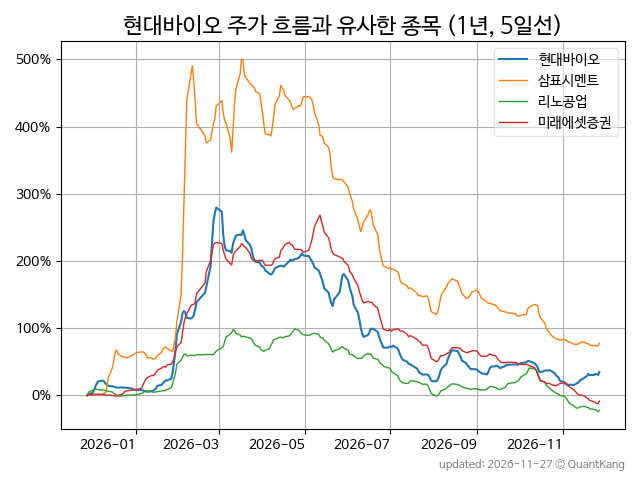 현대바이오 주가 흐름과 유사한 종목 (1년, 5일선)
현대바이오
삼표시멘트
리노공업
미래에셋증권
500%
400%
300%
200%
100%
0%
2026-01 2026-03 2026-05 2026-07 2026-09 2026-11
updated: 2026-11-27 © QuantKang